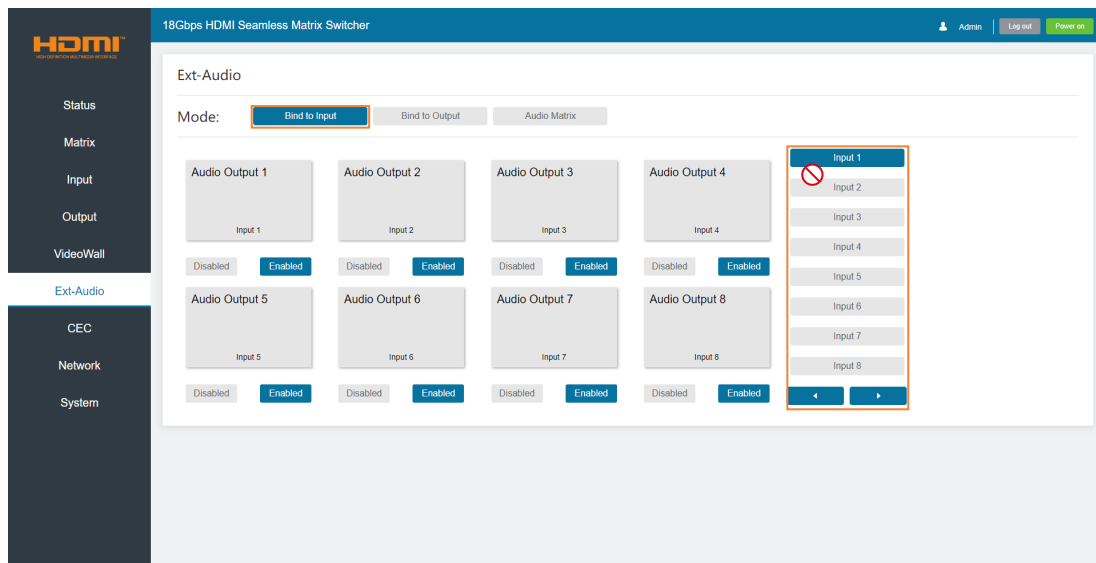 HDMI™
HIGH-DEFINITION MULTIMEDIA INTERFACE
18Gbps HDMI Seamless Matrix Switcher
Admin
Log out
Power on
Status
Matrix
Input
Output
VideoWall
Ext-Audio
CEC
Network
System
Ext-Audio
Mode:
Bind to Input
Bind to Output
Audio Matrix
Audio Output 1
Input 1
Audio Output 2
Input 2
Audio Output 3
Input 3
Audio Output 4
Input 4
Disabled
Enabled
Disabled
Enabled
Disabled
Enabled
Disabled
Enabled
Audio Output 5
Input 5
Audio Output 6
Input 6
Audio Output 7
Input 7
Audio Output 8
Input 8
Disabled
Enabled
Disabled
Enabled
Disabled
Enabled
Disabled
Enabled
Input 1
Input 2
Input 3
Input 4
Input 5
Input 6
Input 7
Input 8